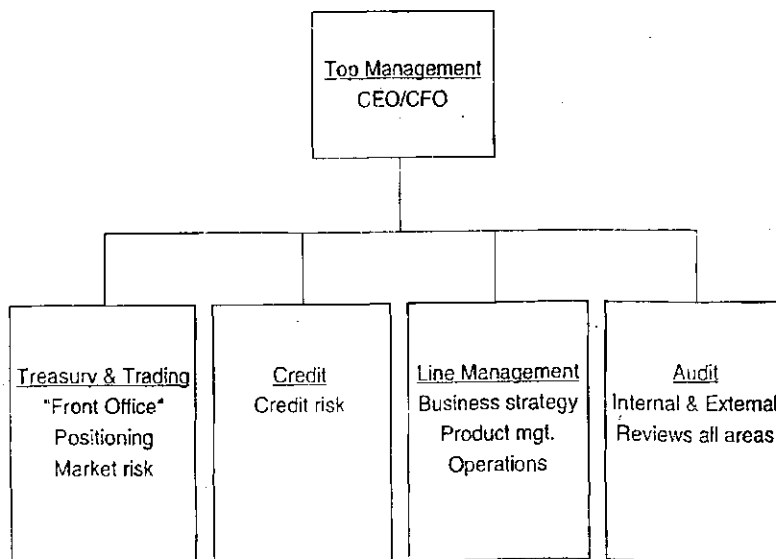 Top Management
CEO/CFO
Treasury & Trading
"Front Office"
Positioning
Market risk
Credit
Credit risk
Line Management
Business strategy
Product mgt.
Operations
Audit
Internal & External
Reviews all areas